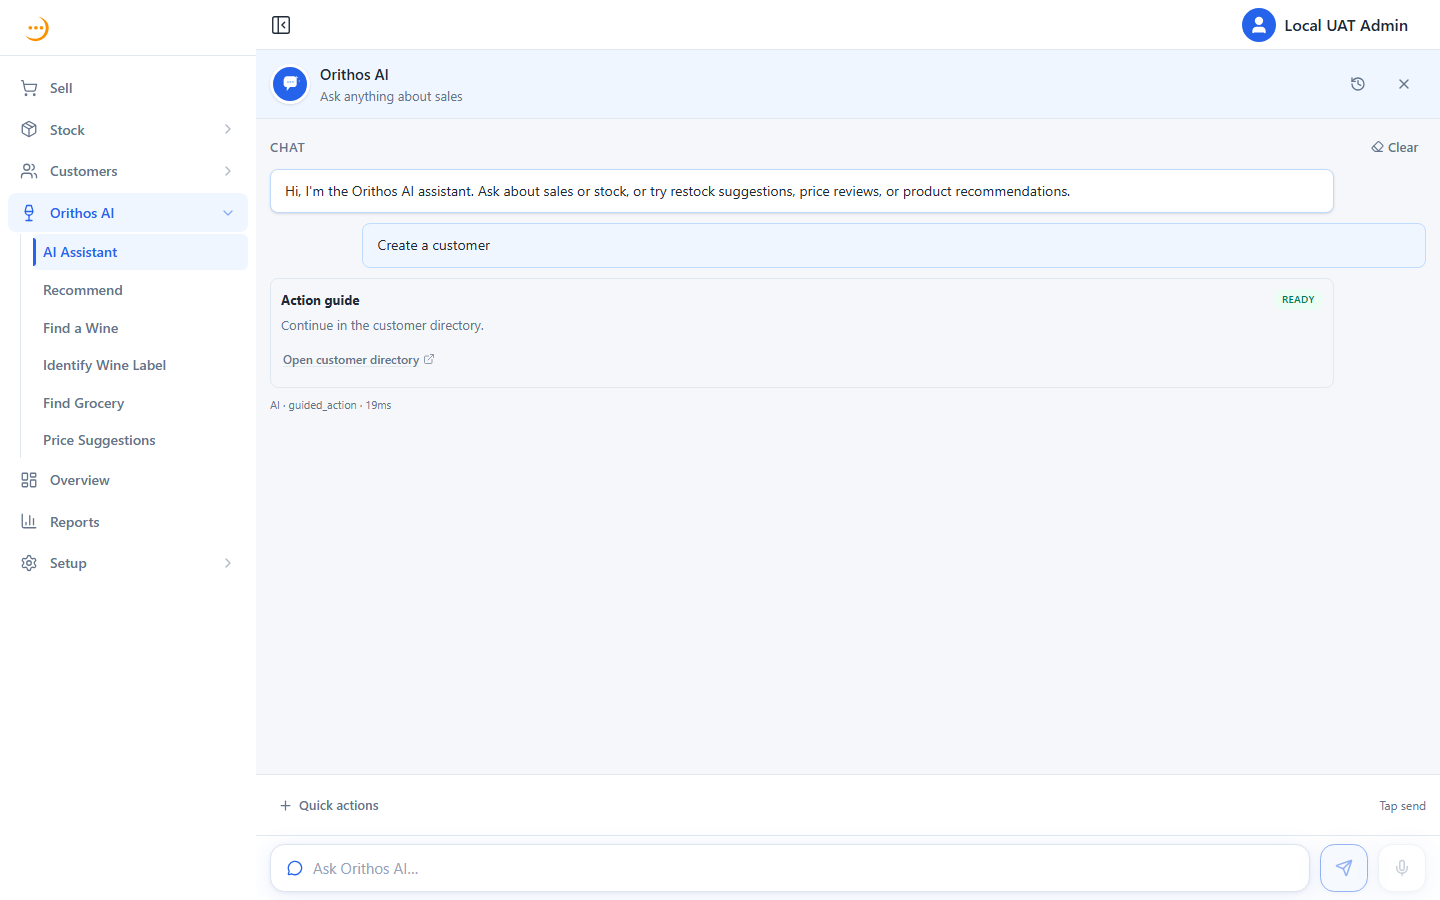 Local UAT Admin
Sell
Stock
Customers
Orithos AI
AI Assistant
Recommend
Find a Wine
Identify Wine Label
Find Grocery
Price Suggestions
Overview
Reports
Setup
Orithos AI
Ask anything about sales
CHAT
Clear
Hi, I'm the Orithos AI assistant. Ask about sales or stock, or try restock suggestions, price reviews, or product recommendations.
Create a customer
Action guide
READY
Continue in the customer directory.
Open customer directory
AI · guided_action · 19ms
Quick actions
Tap send
Ask Orithos AI...